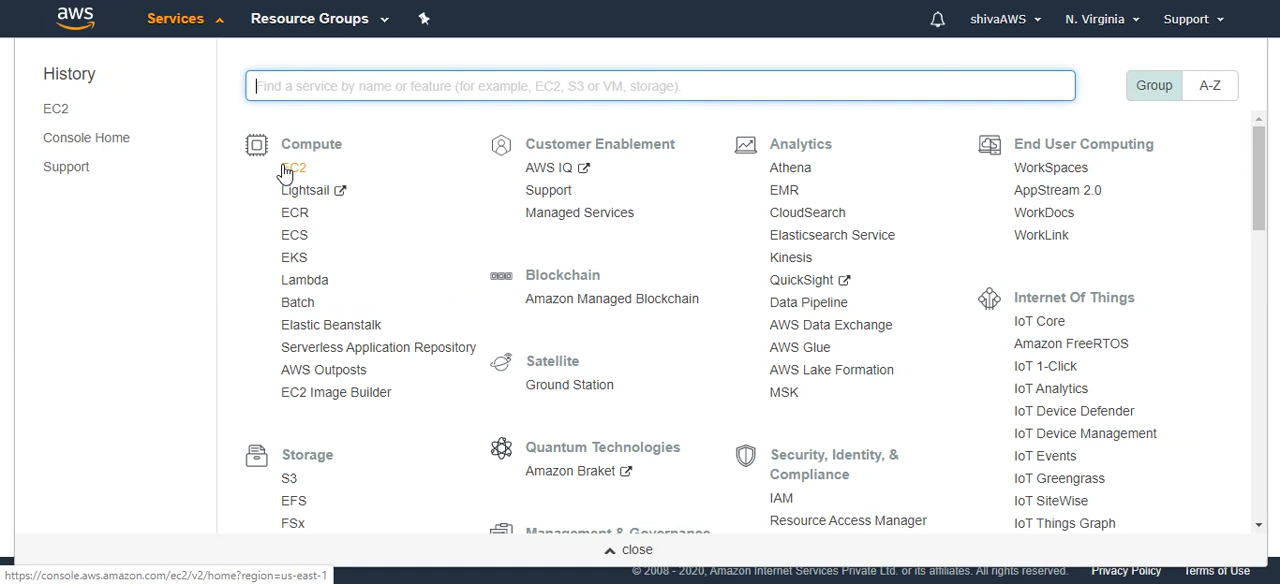 aws Services Resource Groups shivaAWS N. Virginia Support
History
EC2
Console Home
Support
Find a service by name or feature (for example, EC2, S3 or VM, storage).
Group A-Z
Compute
EC2
Lightsail
ECR
ECS
EKS
Lambda
Batch
Elastic Beanstalk
Serverless Application Repository
AWS Outposts
EC2 Image Builder
Storage
S3
EFS
FSx
Customer Enablement
AWS IQ
Support
Managed Services
Blockchain
Amazon Managed Blockchain
Satellite
Ground Station
Quantum Technologies
Amazon Braket
Management & Governance
Analytics
Athena
EMR
CloudSearch
Elasticsearch Service
Kinesis
QuickSight
Data Pipeline
AWS Data Exchange
AWS Glue
AWS Lake Formation
MSK
Security, Identity, &
Compliance
IAM
Resource Access Manager
End User Computing
WorkSpaces
AppStream 2.0
WorkDocs
WorkLink
Internet Of Things
IoT Core
Amazon FreeRTOS
IoT 1-Click
IoT Analytics
IoT Device Defender
IoT Device Management
IoT Events
IoT Greengrass
IoT SiteWise
IoT Things Graph
close
https://console.aws.amazon.com/ec2/v2/home?region=us-east-1
© 2008 - 2020, Amazon Internet Services Private Ltd. or its affiliates. All rights reserved. Privacy Policy Terms of Use